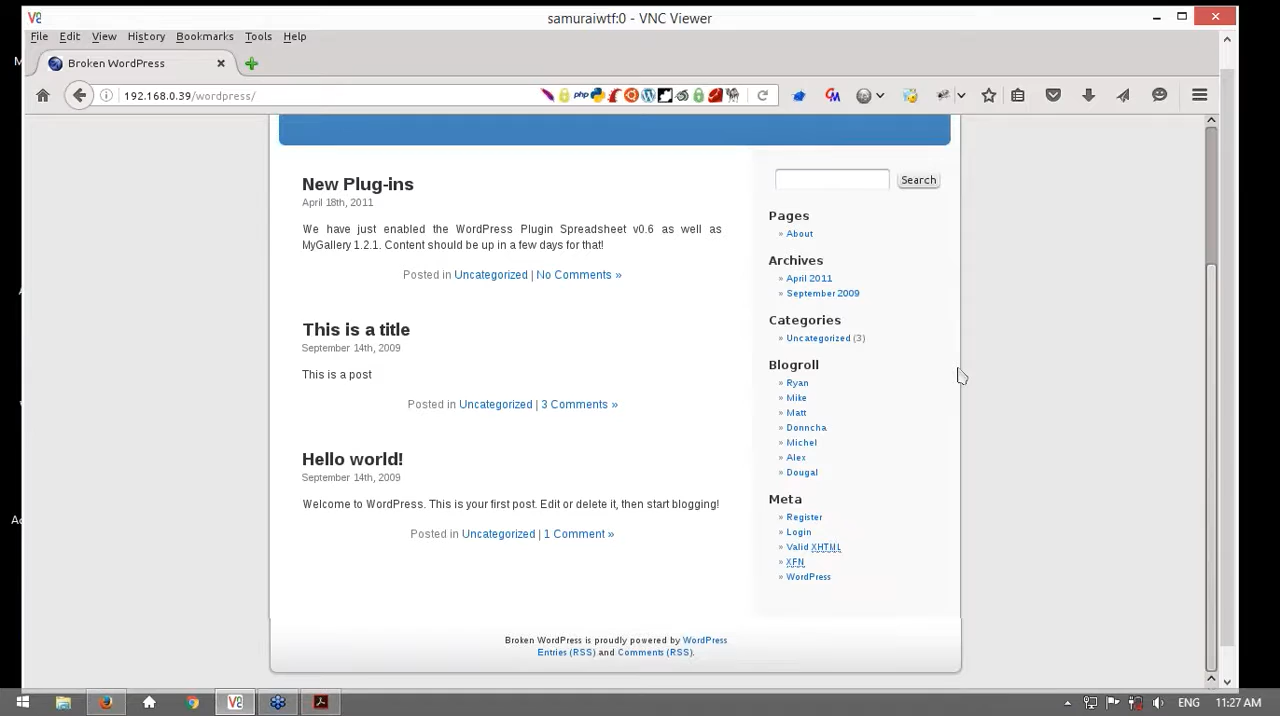 samuraiwtf:0 - VNC Viewer
File Edit View History Bookmarks Tools Help
Broken WordPress
192.168.0.39/wordpress/
New Plug-ins
April 18th, 2011
We have just enabled the WordPress Plugin Spreadsheet v0.6 as well as
MyGallery 1.2.1. Content should be up in a few days for that!
Posted in Uncategorized | No Comments »
This is a title
September 14th, 2009
This is a post
Posted in Uncategorized | 3 Comments »
Hello world!
September 14th, 2009
Welcome to WordPress. This is your first post. Edit or delete it, then start blogging!
Posted in Uncategorized | 1 Comment »
Search
Pages
» About
Archives
» April 2011
» September 2009
Categories
» Uncategorized (3)
Blogroll
» Ryan
» Mike
» Matt
» Donncha
» Michel
» Alex
» Dougal
Meta
» Register
» Login
» Valid XHTML
» XFN
» WordPress
Broken WordPress is proudly powered by WordPress
Entries (RSS) and Comments (RSS).
ENG 11:27 AM